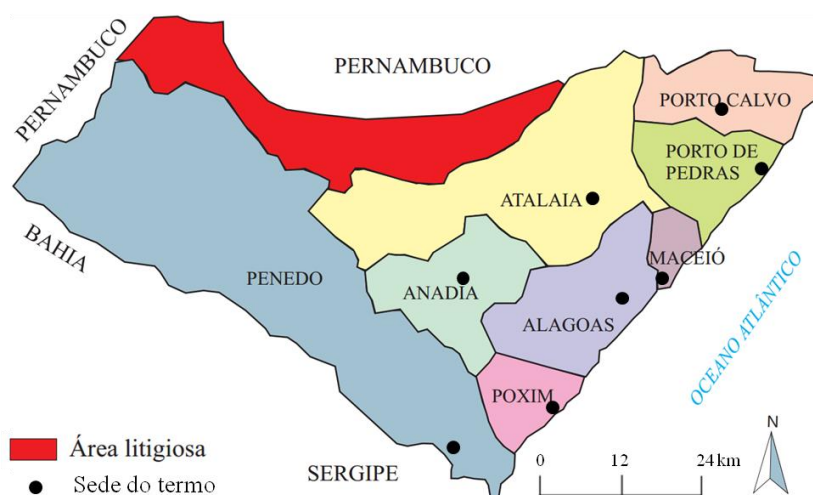 PERNAMBUCO
PERNAMBUCO
PORTO CALVO
PORTO DE
PEDRAS
ATALAIA
MACEIÓ
BAHIA
PENEDO
ANADIA
ALAGOAS
OCEANO ATLÂNTICO
POXIM
Área litigiosa
Sede do termo
SERGIPE
0 12 24 km
N